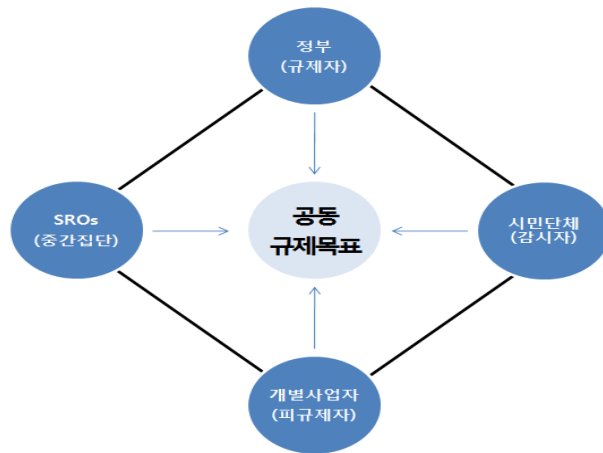 정부
(규제자)
SROs
(중간집단)
공동
규제목표
시민단체
(감시자)
개별사업자
(피규제자)